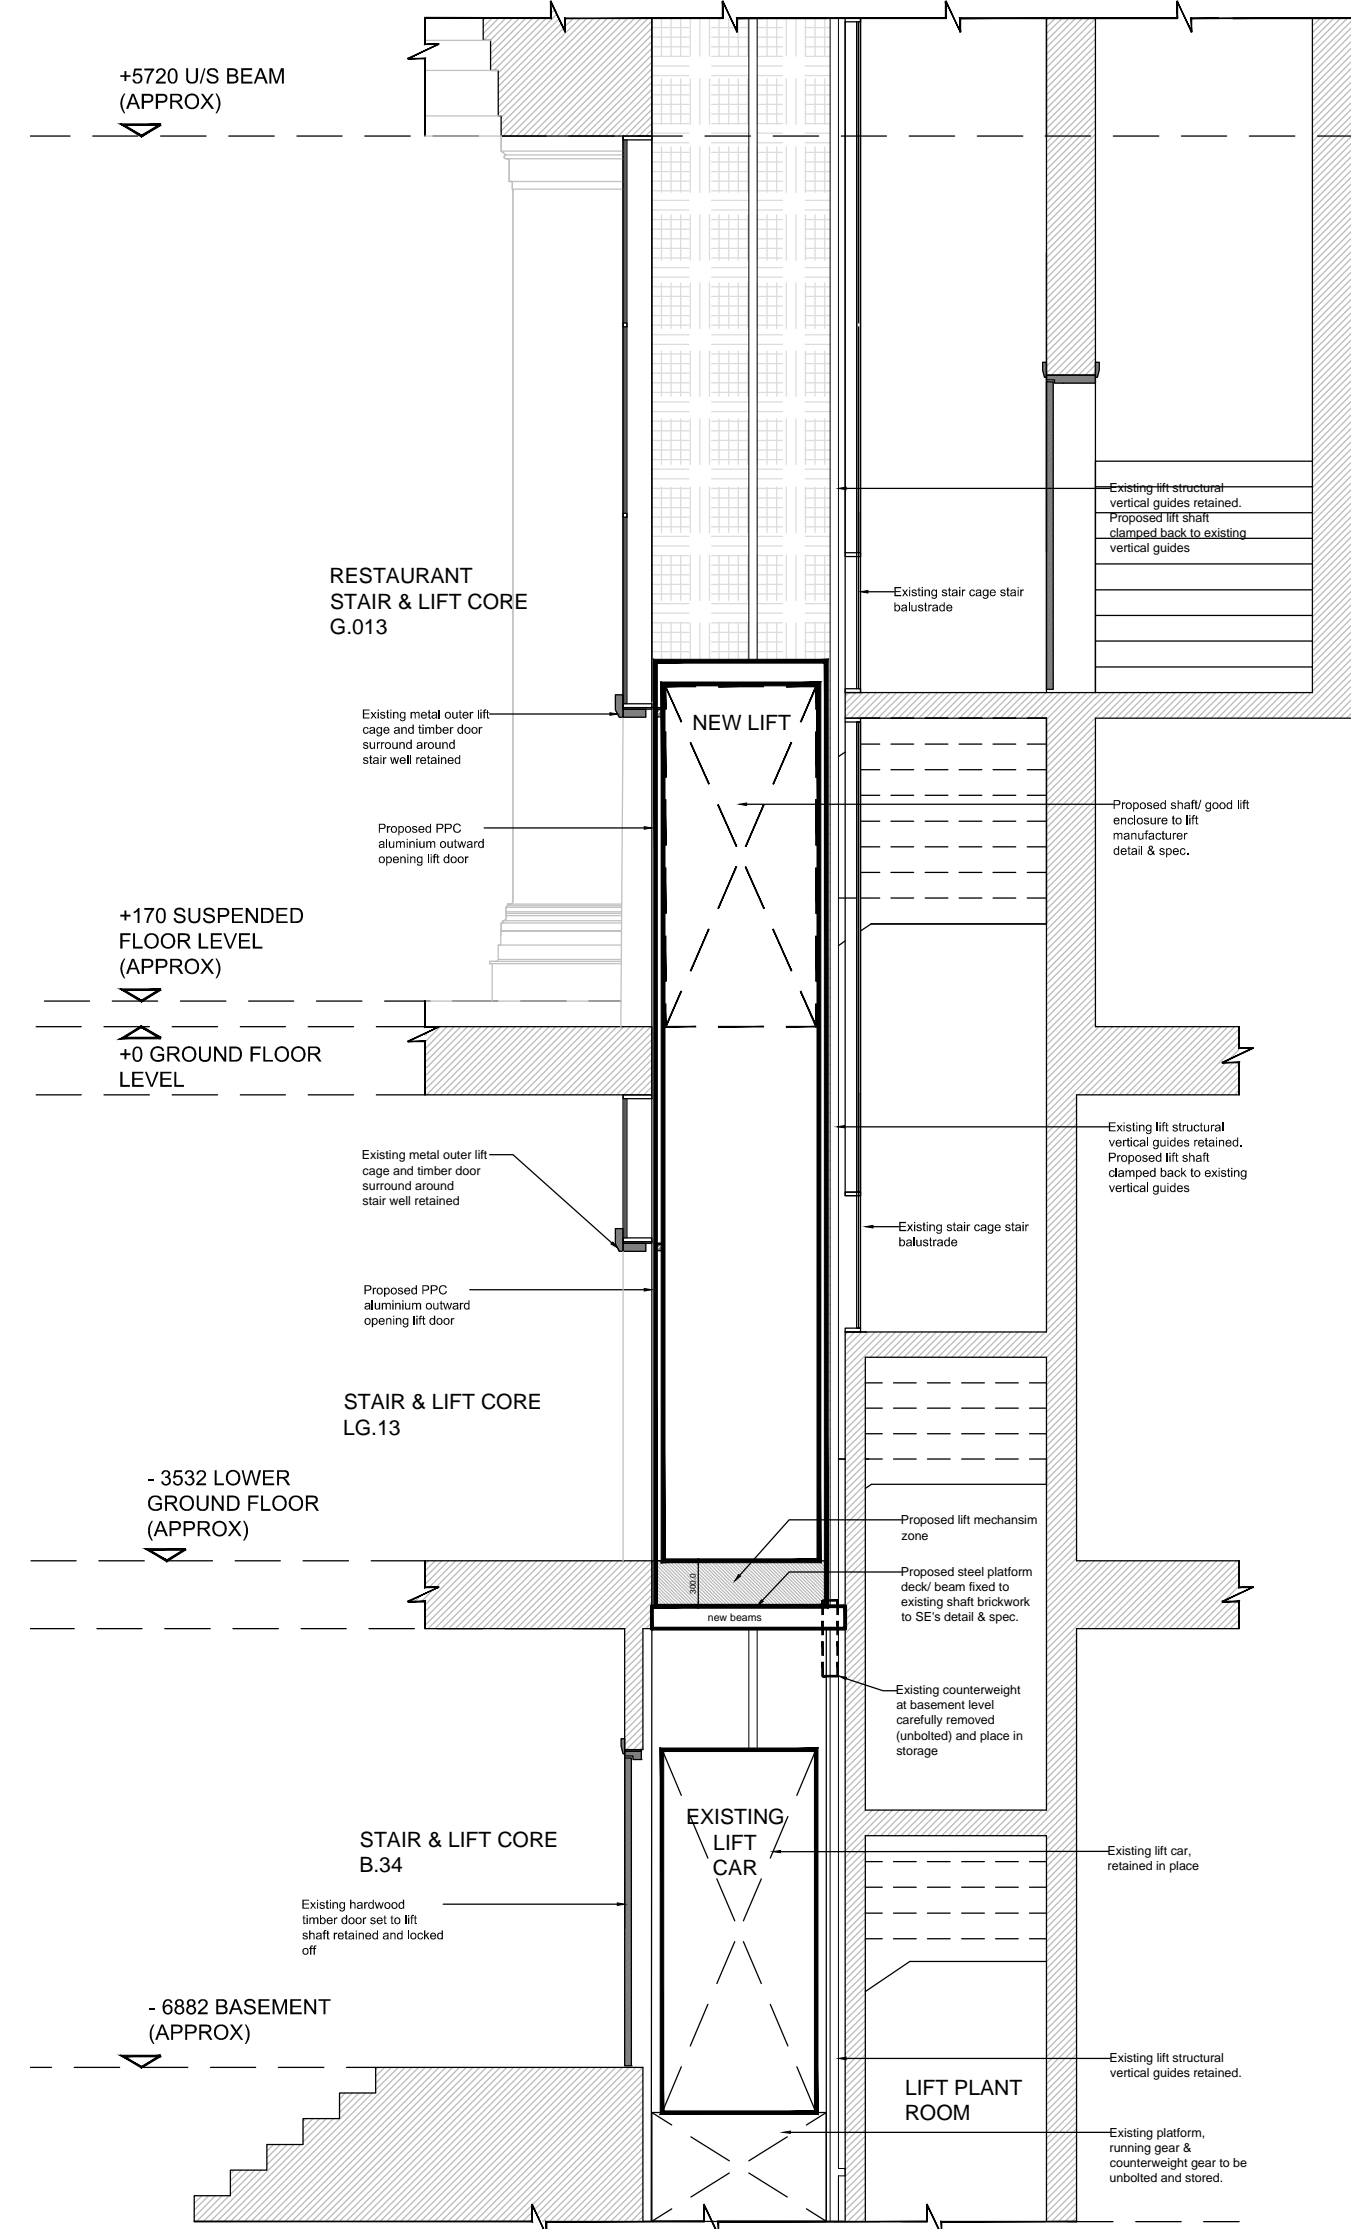 +5720 U/S BEAM
(APPROX)
Existing lift structural
vertical guides retained.
Proposed lift shaft
clamped back to existing
vertical guides
RESTAURANT
STAIR & LIFT CORE
G.013
Existing stair cage stair
balustrade
Existing metal outer lift
cage and timber door
surround around
stair well retained
NEW LIFT
Proposed shaft/ good lift
enclosure to lift
manufacturer
detail & spec.
Proposed PPC
aluminium outward
opening lift door
+170 SUSPENDED
FLOOR LEVEL
(APPROX)
+0 GROUND FLOOR
LEVEL
Existing lift structural
vertical guides retained.
Proposed lift shaft
clamped back to existing
vertical guides
Existing metal outer lift
cage and timber door
surround around
stair well retained
Existing stair cage stair
balustrade
Proposed PPC
aluminium outward
opening lift door
STAIR & LIFT CORE
LG.13
- 3532 LOWER
GROUND FLOOR
(APPROX)
Proposed lift mechansim
zone
300.0
Proposed steel platform
deck/ beam fixed to
existing shaft brickwork
to SE's detail & spec.
new beams
Existing counterweight
at basement level
carefully removed
(unbolted) and place in
storage
EXISTING
LIFT
CAR
STAIR & LIFT CORE
B.34
Existing lift car,
retained in place
Existing hardwood
timber door set to lift
shaft retained and locked
off
- 6882 BASEMENT
(APPROX)
Existing lift structural
vertical guides retained.
LIFT PLANT
ROOM
Existing platform,
running gear &
counterweight gear to be
unbolted and stored.